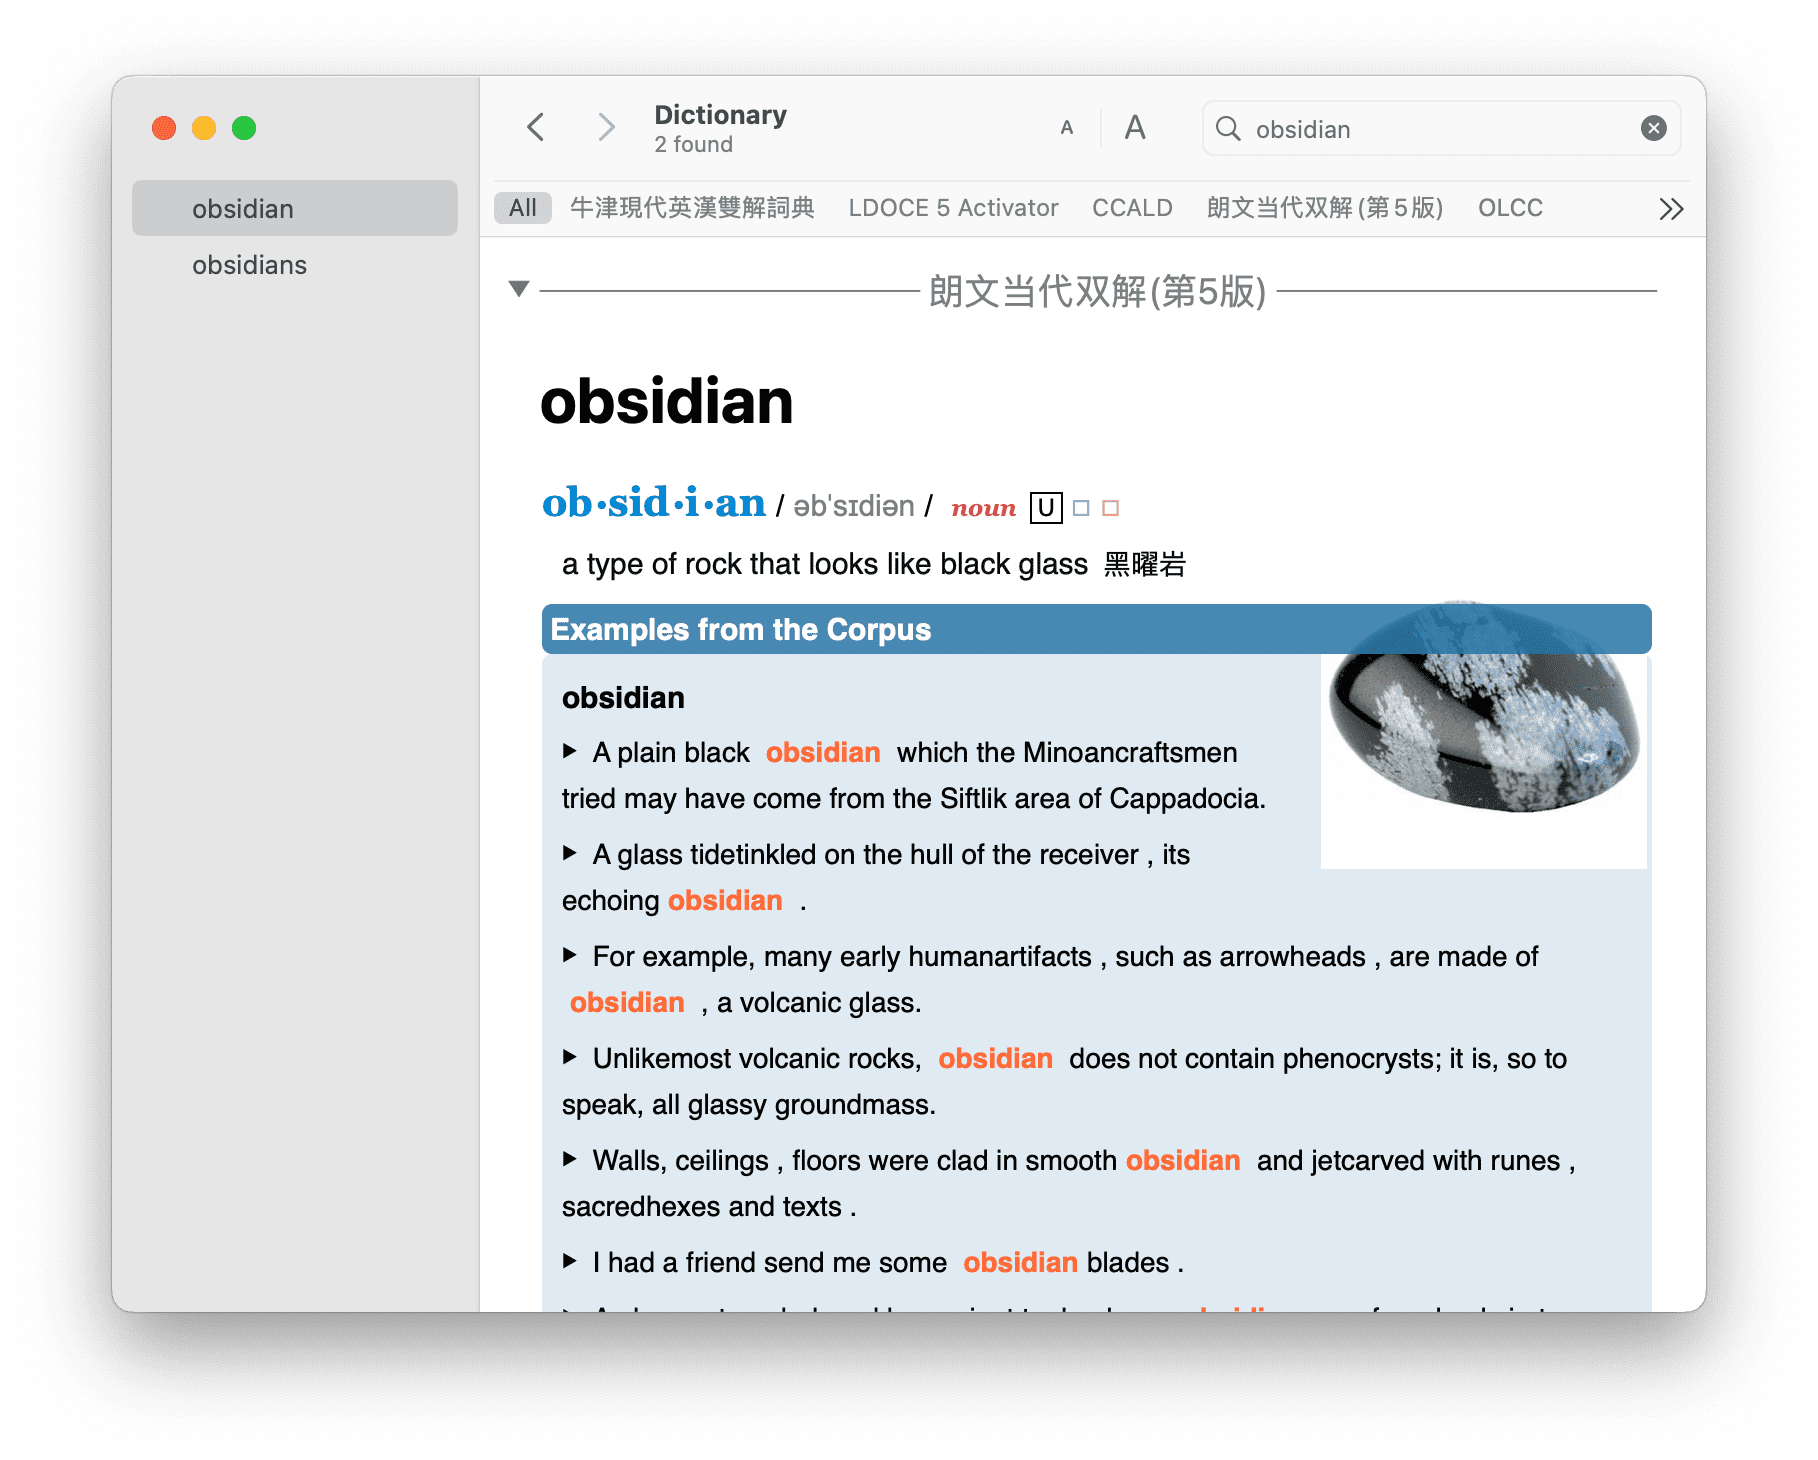 obsidian
obsidians
Dictionary
2 found
A
A
obsidian
All
牛津現代英漢雙解詞典
LDOCE 5 Activator
CCALD
朗文当代双解(第5版)
OLCC
朗文当代双解(第5版)
obsidian
ob·sid·i·an / əbˈsɪdiən / noun U
a type of rock that looks like black glass 黑曜岩
Examples from the Corpus
obsidian
A plain black obsidian which the Minoancraftsmen
tried may have come from the Siftlik area of Cappadocia.
A glass tidetinkled on the hull of the receiver , its
echoing obsidian .
For example, many early humanartifacts , such as arrowheads , are made of
obsidian , a volcanic glass.
Unlikemost volcanic rocks, obsidian does not contain phenocrysts; it is, so to
speak, all glassy groundmass.
Walls, ceilings , floors were clad in smooth obsidian and jetcarved with runes ,
sacredhexes and texts .
I had a friend send me some obsidian blades .